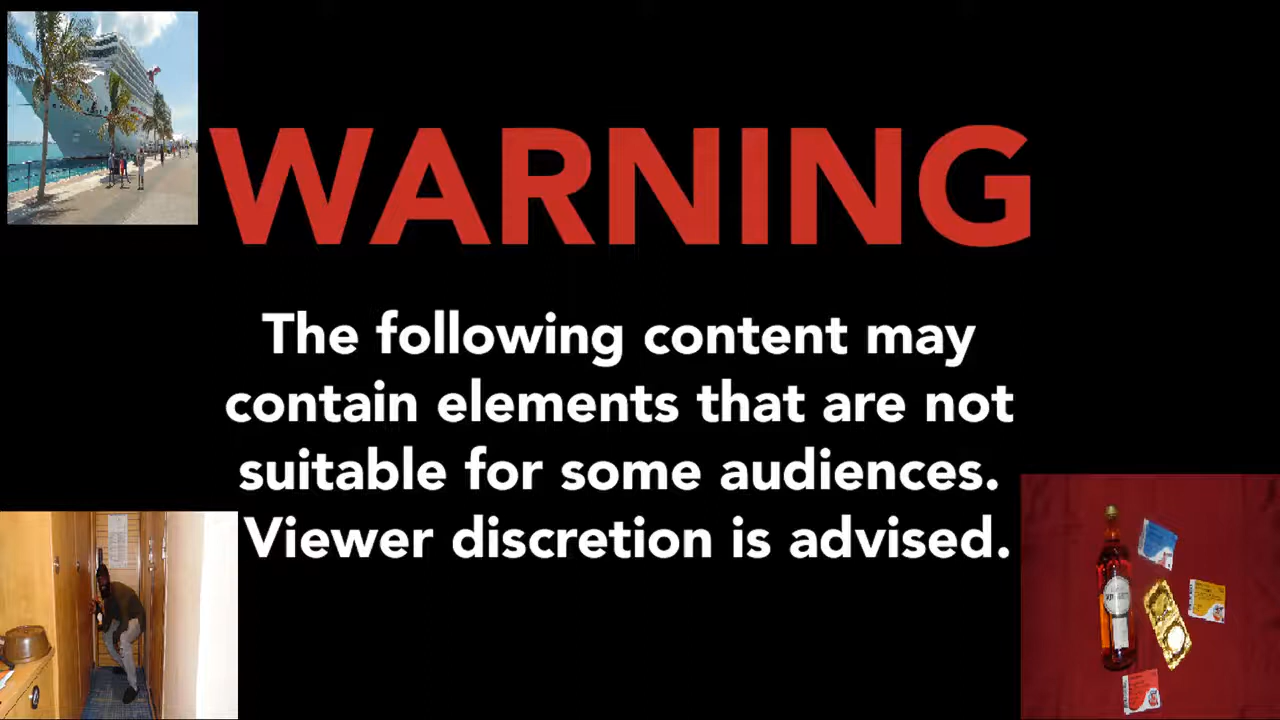 WARNING
The following content may
contain elements that are not
suitable for some audiences.
Viewer discretion is advised.